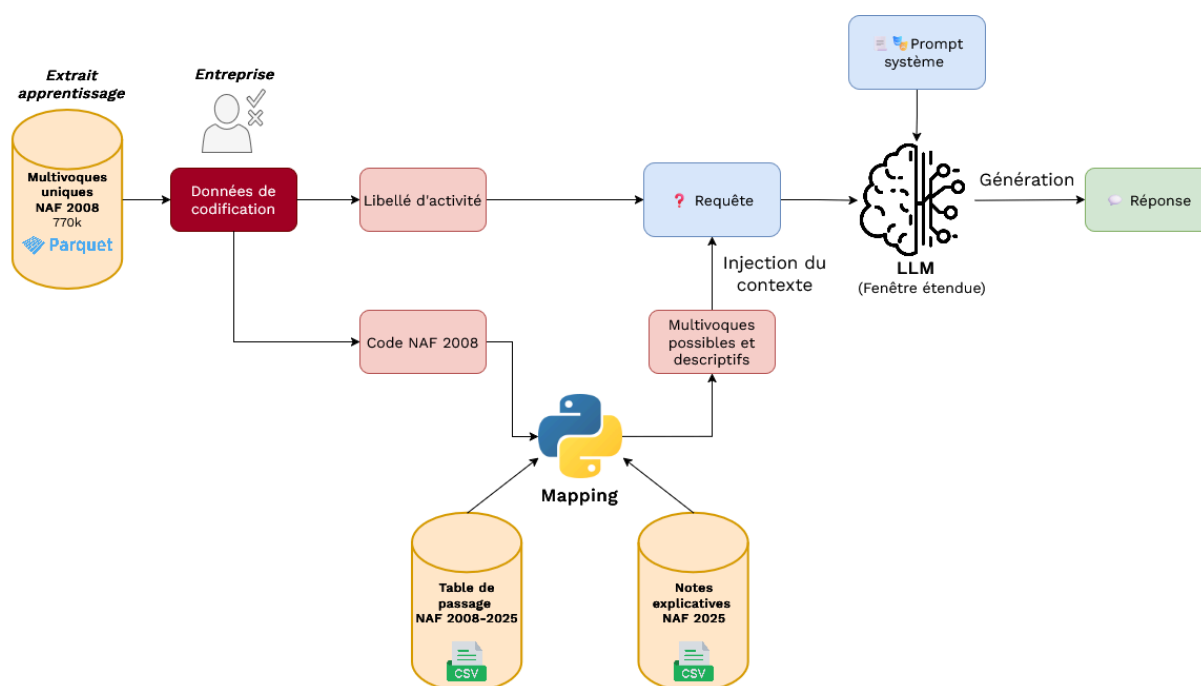 Extrait
apprentissage
Multivoques
uniques
NAF 2008
770k
Parquet
Entreprise
Données de
codification
Libellé d'activité
Code NAF 2008
Mapping
Table de
passage
NAF 2008-2025
CSV
Notes
explicatives
NAF 2025
CSV
Multivoques
possibles et
descriptifs
Injection du
contexte
? Requête
Prompt
système
LLM
(Fenêtre étendue)
Génération
Réponse